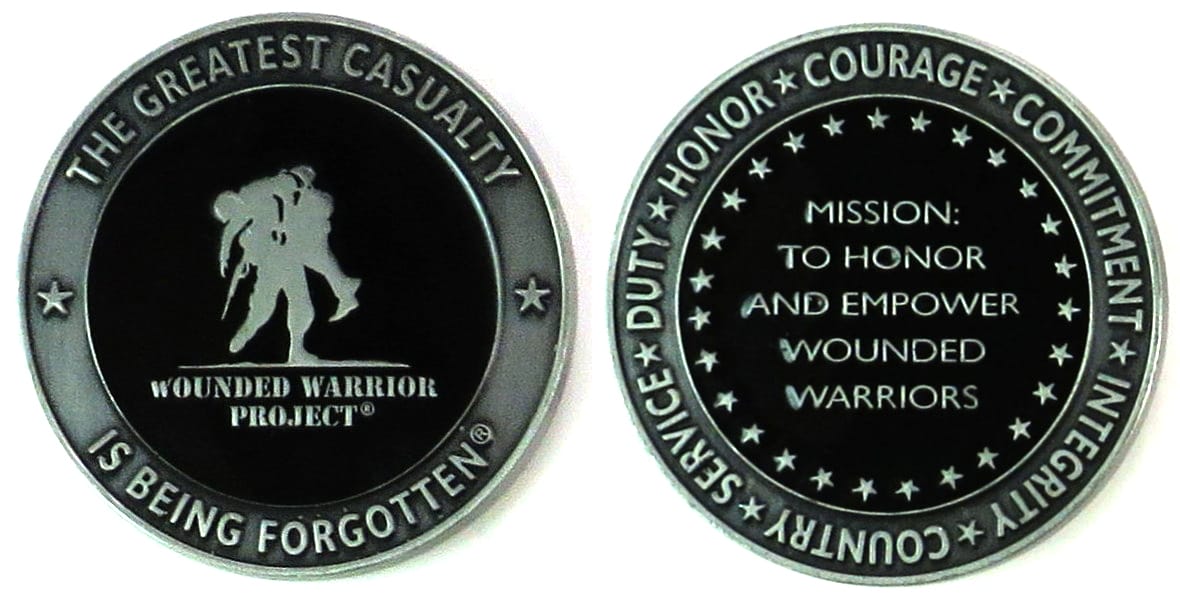 THE GREATEST CASUALTY
WOUNDED WARRIOR
PROJECT®
IS BEING FORGOTTEN®
DUTY ★ HONOR ★ COURAGE ★ COMMITMENT ★ INTEGRITY ★ COUNTRY ★ SERVICE ★
MISSION:
TO HONOR
AND EMPOWER
WOUNDED
WARRIORS